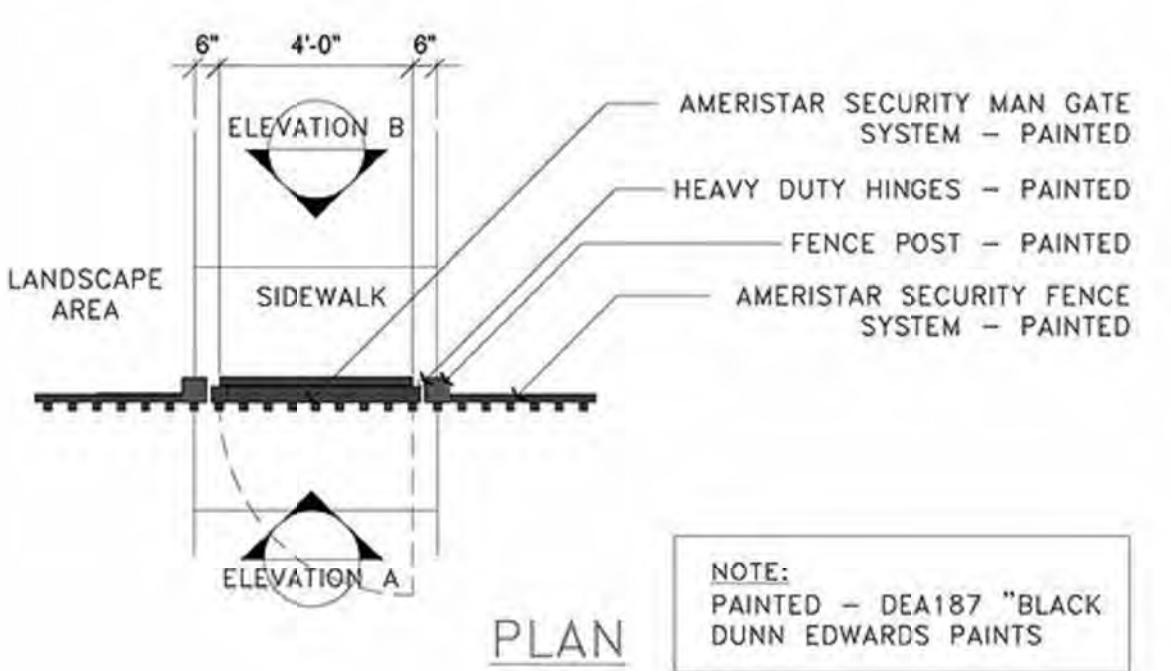 6" 4'-0" 6"
ELEVATION B
AMERISTAR SECURITY MAN GATE
SYSTEM – PAINTED
HEAVY DUTY HINGES – PAINTED
FENCE POST – PAINTED
AMERISTAR SECURITY FENCE
SYSTEM – PAINTED
LANDSCAPE
AREA
SIDEWALK
ELEVATION A
PLAN
NOTE:
PAINTED – DEA187 "BLACK
DUNN EDWARDS PAINTS